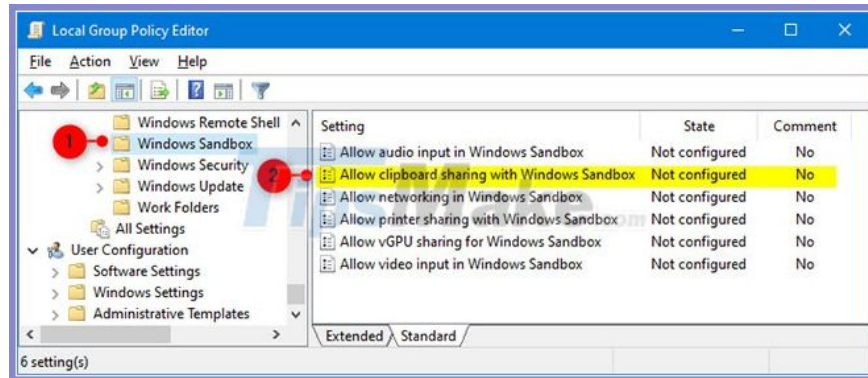 Local Group Policy Editor
File Action View Help
Windows Remote Shell
1 Windows Sandbox
Windows Security
Windows Update
Work Folders
All Settings
User Configuration
Software Settings
Windows Settings
Administrative Templates
Setting State Comment
Allow audio input in Windows Sandbox Not configured No
2 Allow clipboard sharing with Windows Sandbox Not configured No
Allow networking in Windows Sandbox Not configured No
Allow printer sharing with Windows Sandbox Not configured No
Allow vGPU sharing for Windows Sandbox Not configured No
Allow video input in Windows Sandbox Not configured No
TipsMake.com
Extended Standard
6 setting(s)